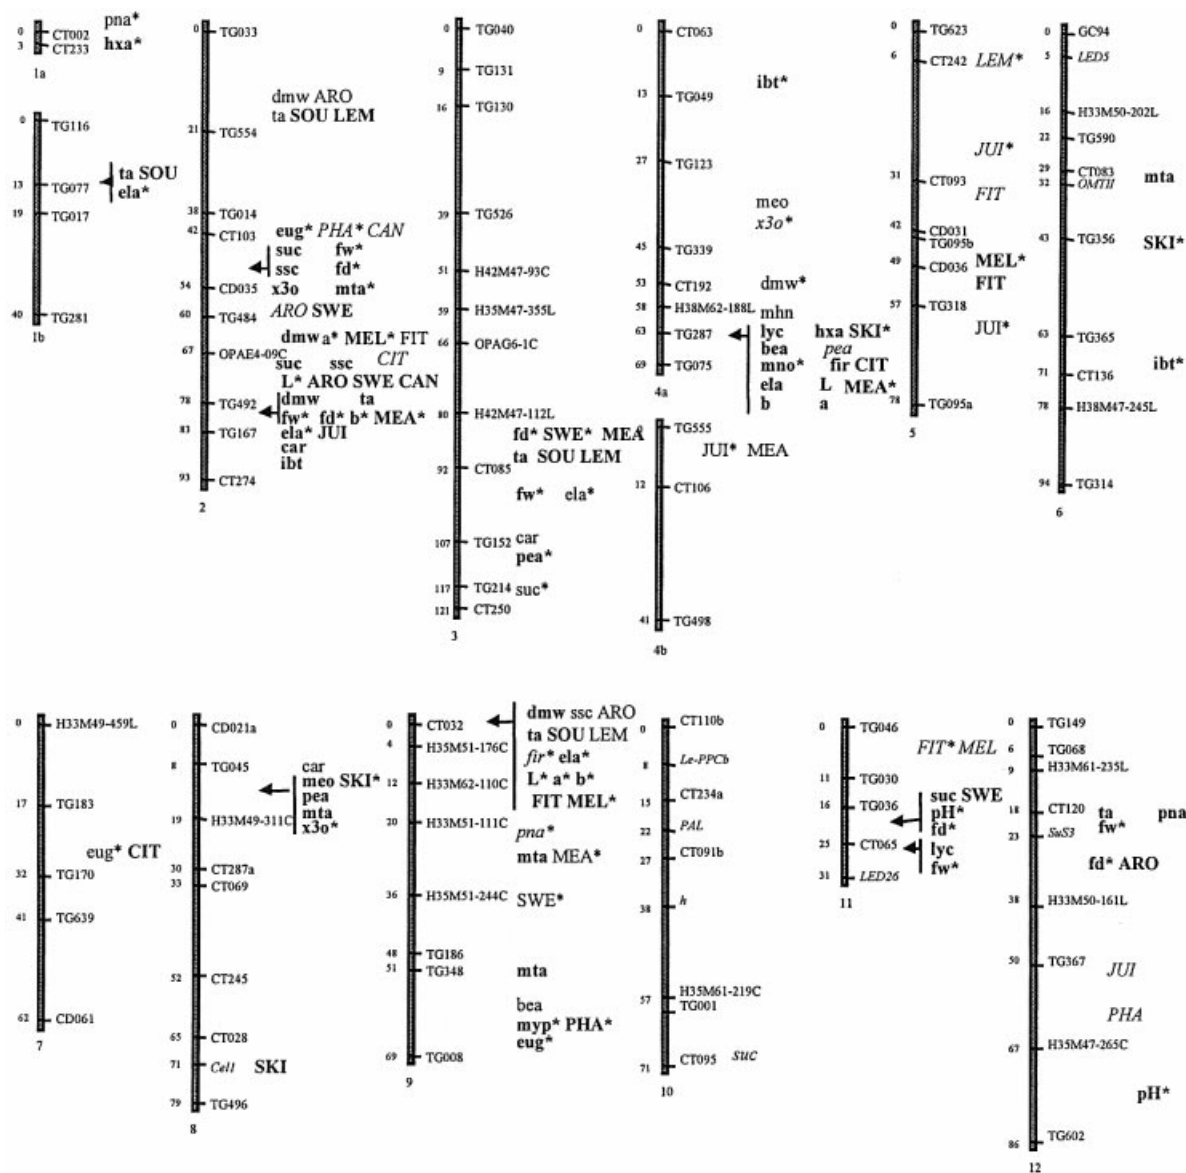 pna*
0 CT002
3 CT233 hxa*
1a
0 TG116
13 TG077
19 TG017
40 TG281
1b
ta SOU
ela*
0 TG033
dmw ARO
ta SOU LEM
21 TG554
38 TG014
42 CT103
eug* PHA* CAN
suc fw*
ssc fd*
x3o mta*
54 CD035
ARO SWE
60 TG484
dmw a* MEL* FIT
67 OPAE4-09C
CIT
suc ssc
L* ARO SWE CAN
78 TG492
dmw ta
fw* fd* b* MEA*
83 TG167
ela* JUI
car
ibt
93 CT274
2
0 TG040
9 TG131
16 TG130
39 TG526
51 H42M47-93C
59 H35M47-355L
66 OPAG6-1C
80 H42M47-112L
fd* SWE* MEA
ta SOU LEM
92 CT085
fw* ela*
107 TG152 car
pea*
117 TG214 suc*
121 CT250
3
0 CT063
ibt*
13 TG049
27 TG123
meo
x3o*
45 TG339
53 CT192 dmw*
58 H38M62-188L mhn
63 TG287
69 TG075
4a
lyc hxa SKI*
bea pea
mno* fir CIT
ela L MEA*
b a
TG555
JUI* MEA
12 CT106
41 TG498
4b
0 TG623
6 CT242 LEM*
JUI*
31 CT093
FIT
42 CD031
TG095b
MEL*
49 CD036
FIT
57 TG318
JUI*
78 TG095a
5
0 GC94
5 LED5
16 H33M50-202L
22 TG590
29 CT083
mta
32 OMTII
43 TG356 SKI*
63 TG365
ibt*
71 CT136
78 H38M47-245L
94 TG314
6
0 H33M49-459L
17 TG183
eug* CIT
32 TG170
41 TG639
62 CD061
7
0 CD021a
8 TG045
car
meo SKI*
pea
mta
x3o*
19 H33M49-311C
30 CT287a
33 CT069
52 CT245
65 CT028
71 Cell SKI
79 TG496
8
0 CT032
dmw ssc ARO
ta SOU LEM
4 H35M51-176C
fir* ela*
12 H33M62-110C
L* a* b*
FIT MEL*
20 H33M51-111C
pna*
mta MEA*
36 H35M51-244C SWE*
48 TG186
51 TG348 mta
bea
myp* PHA*
eug*
69 TG008
9
0 CT110b
8 Le-PPCb
15 CT234a
22 PAL
27 CT091b
38 h
57 H35M61-219C
TG001
71 CT095 suc
10
0 TG046
FIT* MEL
11 TG030
16 TG036
suc SWE
pH*
fd*
25 CT065
lyc
fw*
31 LED26
11
0 TG149
6 TG068
9 H33M61-235L
18 CT120 ta pna
fw*
23 SuS3
fd* ARO
38 H33M50-161L
50 TG367 JUI
PHA
67 H35M47-265C
pH*
86 TG602
12